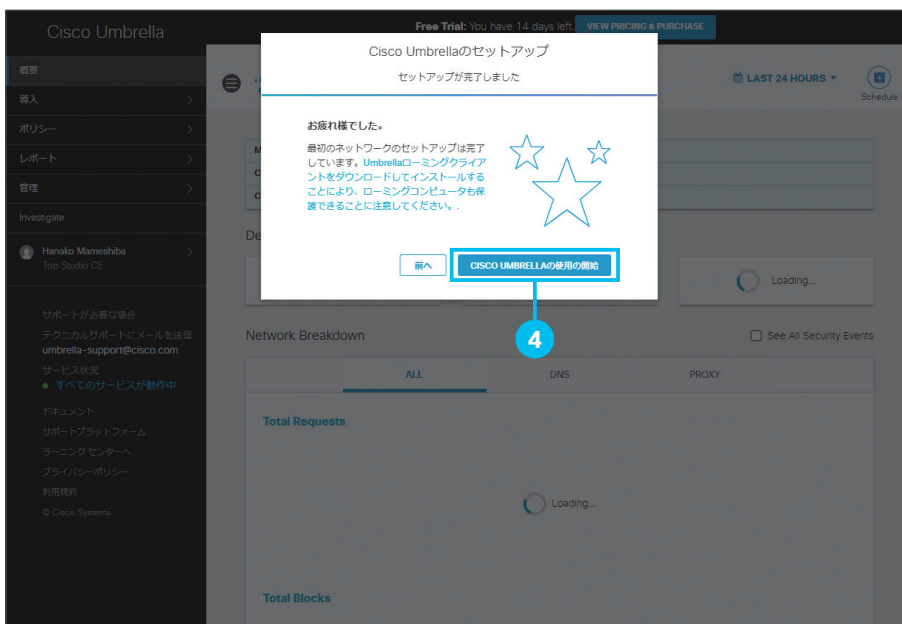 Cisco Umbrella
Free Trial: You have 14 days left. VIEW PRICING & PURCHASE
概要
導入
ポリシー
レポート
管理
Investigate
Hanako Mameshiba
Top Studio CE
サポートが必要な場合
テクニカルサポートにメールを送信
umbrella-support@cisco.com
サービス状況
すべてのサービスが動作中
ドキュメント
サポートプラットフォーム
ラーニング センターへ
プライバシーポリシー
利用規約
© Cisco Systems
LAST 24 HOURS
Schedule
Cisco Umbrellaのセットアップ
セットアップが完了しました
お疲れ様でした。
最初のネットワークのセットアップは完了
しています。Umbrellaローミングクライア
ントをダウンロードしてインストールする
ことにより、ローミングコンピュータも保
護できることに注意してください。.
前へ
CISCO UMBRELLAの使用の開始
4
Loading...
Network Breakdown
See All Security Events
ALL
DNS
PROXY
Total Requests
Loading...
Total Blocks